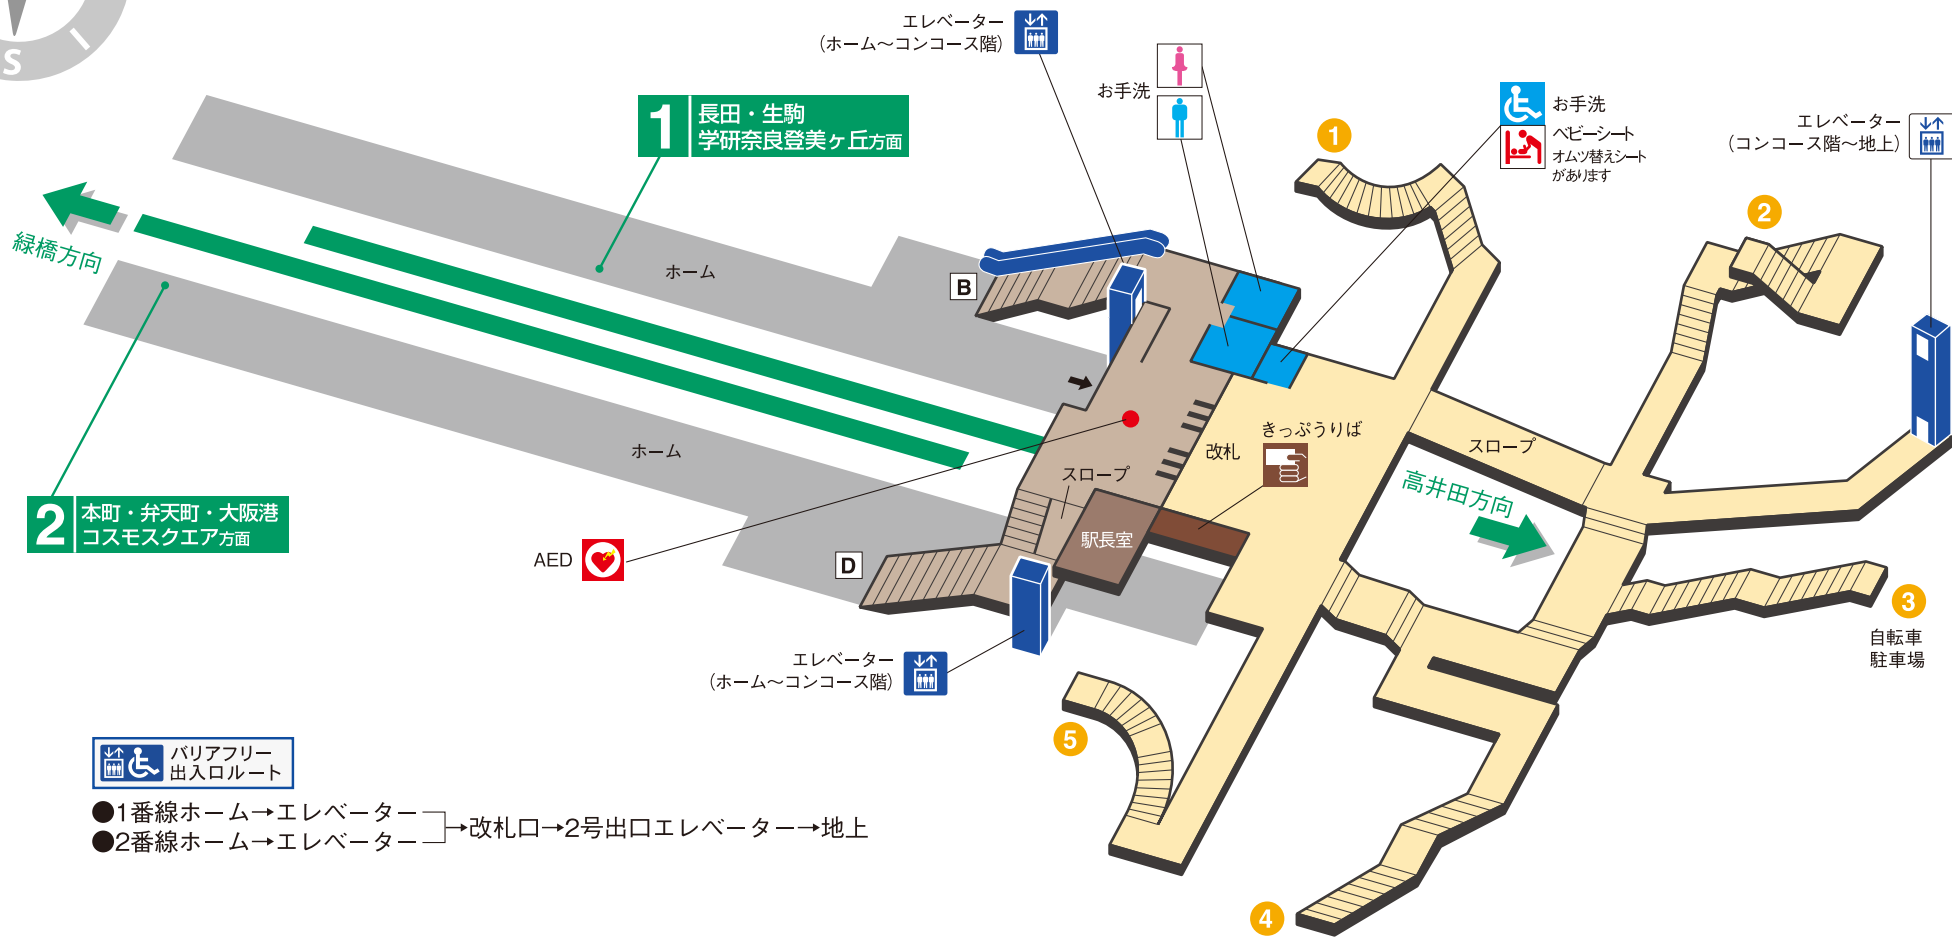 S
エレベーター
(ホーム〜コンコース階)
お手洗
1
長田・生駒
学研奈良登美ヶ丘方面
1
お手洗
ベビーシート
オムツ替えシート
があります
エレベーター
(コンコース階〜地上)
2
緑橋方向
ホーム
B
ホーム
きっぷうりば
改札
スロープ
スロープ
高井田方向
2
本町・弁天町・大阪港
コスモスクエア方面
AED
駅長室
D
3
自転車
駐車場
エレベーター
(ホーム〜コンコース階)
5
4
バリアフリー
出入口ルート
●1番線ホーム→エレベーター
●2番線ホーム→エレベーター
→改札口→2号出口エレベーター→地上